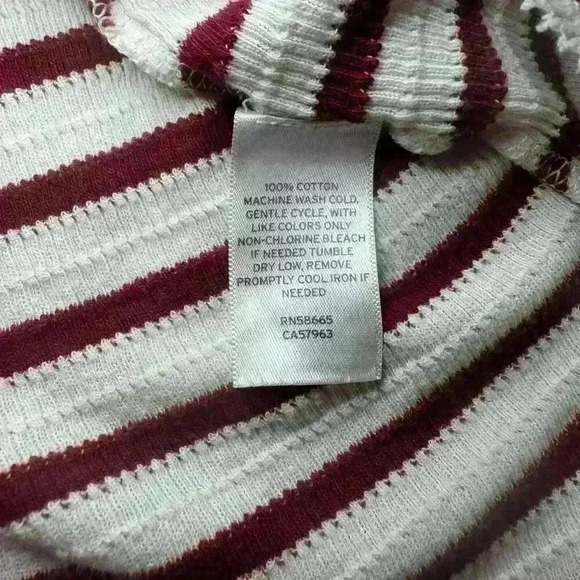 100% COTTON
MACHINE WASH COLD,
GENTLE CYCLE, WITH
LIKE COLORS ONLY
NON-CHLORINE BLEACH
IF NEEDED TUMBLE
DRY LOW, REMOVE
PROMPTLY COOL IRON IF
NEEDED
RN58665
CA57963